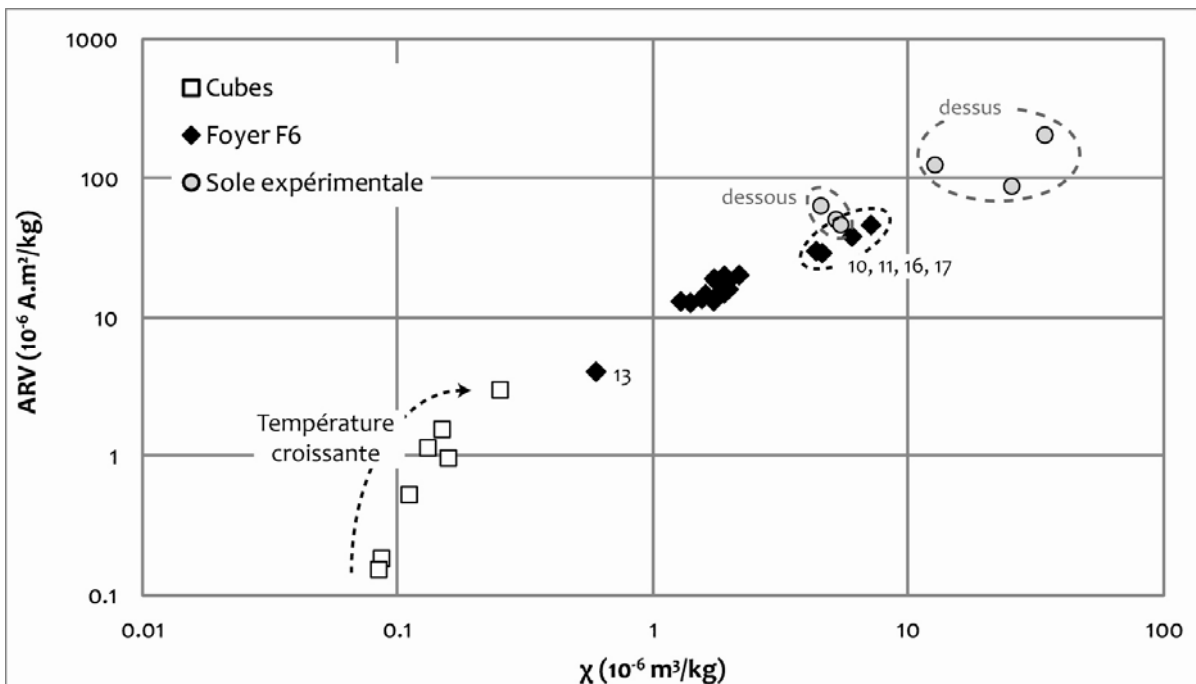 1000
100
10
1
0.1
ARV (10⁻⁶ A.m²/kg)
Cubes
Foyer F6
Sole expérimentale
dessus
dessous
10, 11, 16, 17
13
Température
croissante
0.01
0.1
1
10
100
χ (10⁻⁶ m³/kg)